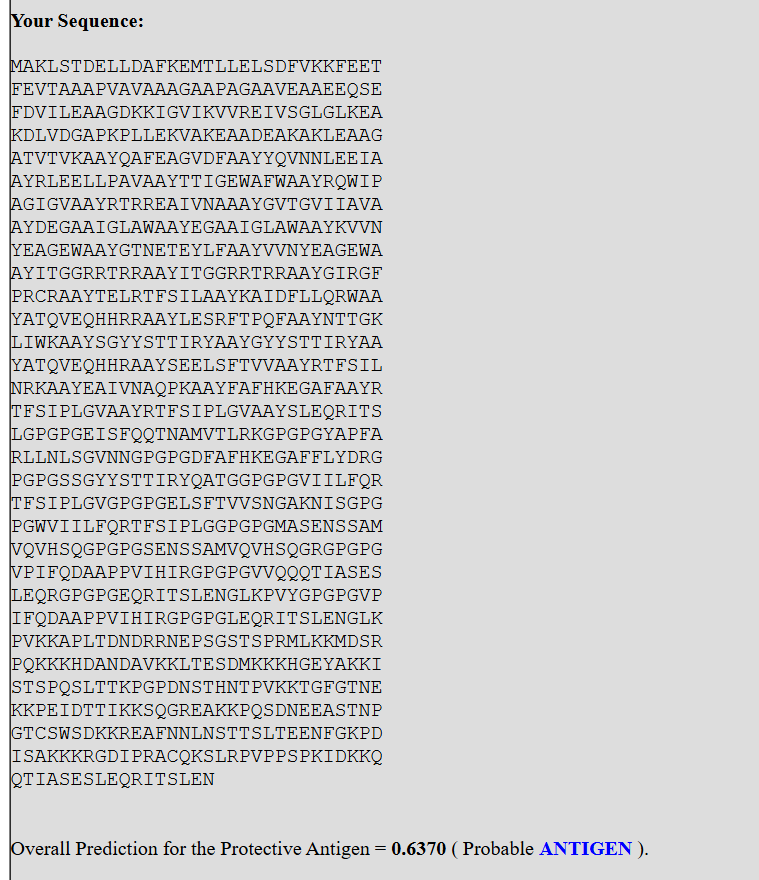 Your Sequence:
MAKLSTDELLDAFKEMTLLELSDFVKKFEET
FEVTAAAPVAVAAAGAAPAGAAVEAAEEQSE
FDVILEAAGDKKIGVIKVVREIVSGLGLKEA
KDLVDGAPKPLLEKVAKEAADEAKAKLEAAG
ATVTVKAAYQAFEAGVDFAAYYQVNNLEEIA
AYRLEELLPAVAAYTTIGEWAFWAAYRQWIP
AGIGVAAYRTRREAIVNAAAYGVTGVIIAVA
AYDEGAAIGLAWAAYEGAAIGLAWAAYKVVN
YEAGEWAAYGTNETEYLFAAYVVNYEAGEWA
AYITGGRRTRRAAYITGGRRTRRAAYGIRGF
PRCRAAYTELRTFSILAAYKAIDFLLQRWAA
YATQVEQHHRRAAYLESRFTPQFAAYNTTGK
LIWKAAYSGYYSTTIRYAAYGYYSTTIRYAA
YATQVEQHHRAAYSEELSFTVVAAYRTFSIL
NRKAAYEAIVNAQPKAAYFAFHKEGAFAAYR
TFSIPLGVAAYRTFSIPLGVAAYSLEQRITS
LGPGPGEISFQQTNAMVTLRKGPGPGYAPFA
RLLNLSGVNNGPGPGDFAFHKEGAFFLYDRG
PGPGSSGYYSTTIRYQATGGPGPGVIILFQR
TFSIPLGVGPGPGELSFTVVSNGAKNISGPG
PGWVIILFQRTFSIPLGGPGPGMASENSSAM
VQVHSQGPGPGSENSSAMVQVHSQGRGPGPG
VPIFQDAAPPVIHIRGPGPGVVQQQTIASES
LEQRGPGPGEQRITSLENGLKPVYGPGPGVP
IFQDAAPPVIHIRGPGPGLEQRITSLENGLK
PVKKAPLTDNDRRNEPSGSTSPRMLKKMDSR
PQKKKHDANDAVKKLTESDMKKKHGEYAKKI
STSPQSLTTKPGPDNSTHNTPVKKTGFGTNE
KKPEIDTTIKKSQGREAKKPQSDNEEASTNP
GTCSWSDKKREAFNNLNSTTSLTEENFGKPD
ISAKKKRGDIPRACQKSLRPVPPSPKIDKKQ
QTIASESLEQRITSLEN
Overall Prediction for the Protective Antigen = 0.6370 ( Probable ANTIGEN ).